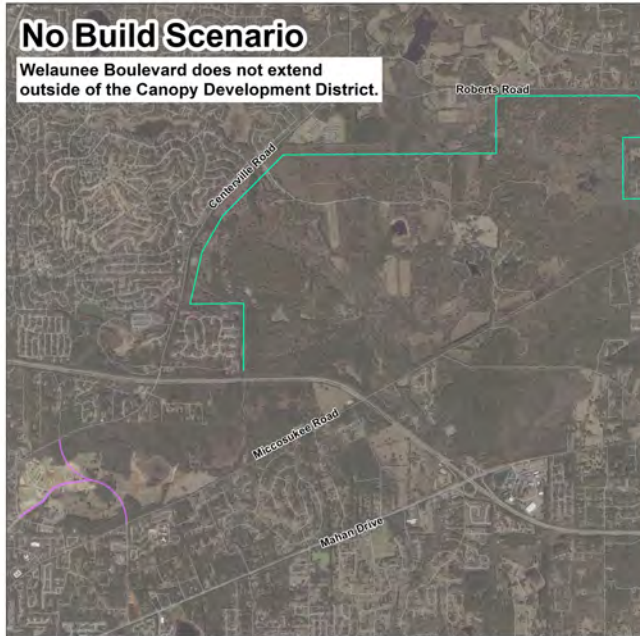 No Build Scenario
Welaunee Boulevard does not extend
outside of the Canopy Development District.
Roberts Road
Centerville Road
Miccosukee Road
Mahan Drive